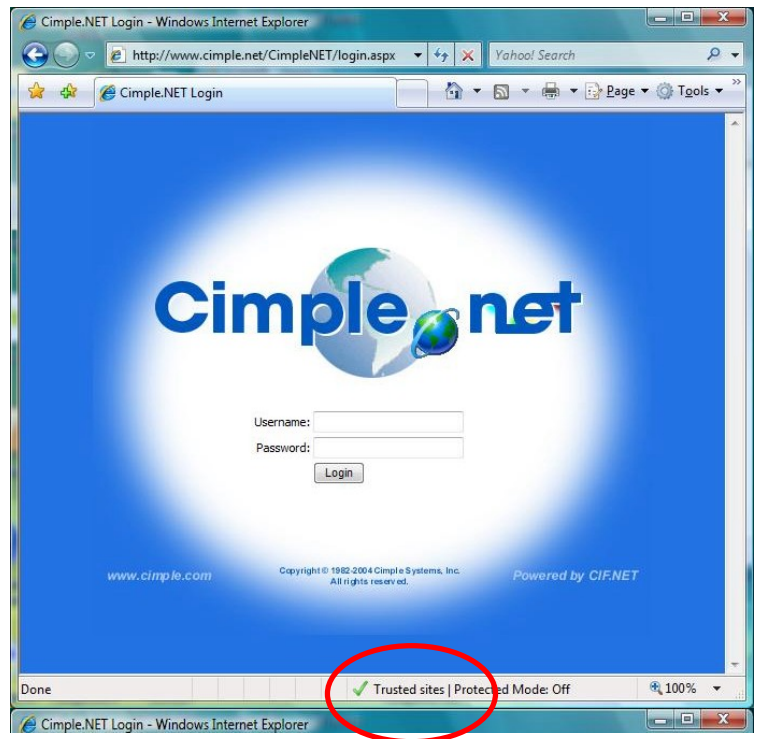 Cimple.NET Login - Windows Internet Explorer
http://www.cimple.net/CimpleNET/login.aspx
Yahoo! Search
Cimple.NET Login
Page
Tools
»
Cimple.net
Username:
Password:
Login
www.cimple.com
Copyright © 1982-2004 Cimple Systems, Inc.
All rights reserved.
Powered by CIF.NET
Done
Trusted sites | Protected Mode: Off
100%
Cimple.NET Login - Windows Internet Explorer